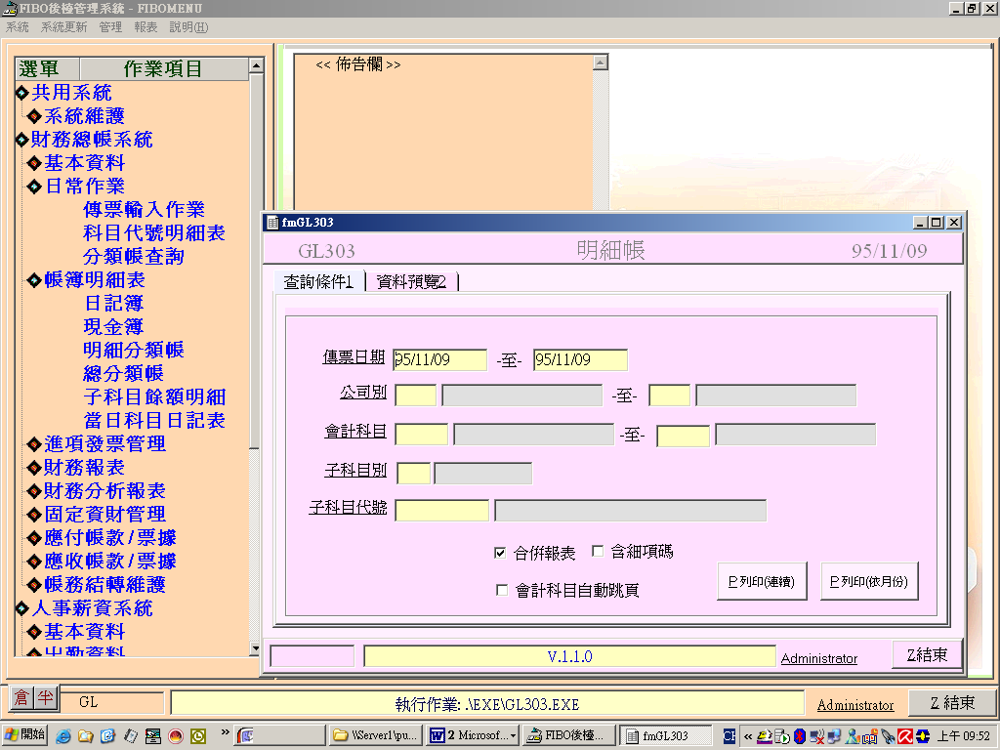 FIBO後檯管理系統 - FIBOMENU
系統 系統更新 管理 報表 說明(H)
選單 作業項目
共用系統
系統維護
財務總帳系統
基本資料
日常作業
傳票輸入作業
科目代號明細表
分類帳查詢
帳簿明細表
日記簿
現金簿
明細分類帳
總分類帳
子科目餘額明細
當日科目日記表
進項發票管理
財務報表
財務分析報表
固定資財管理
應付帳款/票據
應收帳款/票據
帳務結轉維護
人事薪資系統
基本資料
出勤資料
<< 佈告欄 >>
fmGL303
GL303 明細帳 95/11/09
查詢條件1 資料預覽2
傳票日期 95/11/09 -至- 95/11/09
公司別 -至-
會計科目 -至-
子科目別
子科目代號
合併報表 含細項碼
會計科目自動跳頁
P列印(連續) P列印(依月份)
V.1.1.0 Administrator Z結束
倉 半 GL 執行作業: .\EXE\GL303.EXE Administrator Z 結束
開始 » \\Server1\pu... 2 Microsof... FIBO後檯... fmGL303 CH « 上午 09:52